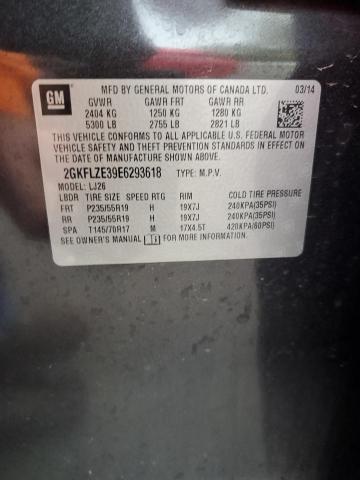 GM
MFD BY GENERAL MOTORS OF CANADA LTD. 03/14
GVWR GAWR FRT GAWR RR
2404 KG 1250 KG 1280 KG
5300 LB 2755 LB 2821 LB
THIS VEHICLE CONFORMS TO ALL APPLICABLE U.S. FEDERAL MOTOR
VEHICLE SAFETY AND THEFT PREVENTION STANDARDS IN EFFECT ON
THE DATE OF MANUFACTURE SHOWN ABOVE.
2GKFLZE39E6293618 TYPE: M.P.V.
MODEL: LJ26
LBDR TIRE SIZE SPEED RTG RIM COLD TIRE PRESSURE
FRT P235/55R19 H 19X7J 240KPA(35PSI)
RR P235/55R19 H 19X7J 240KPA(35PSI)
SPA T145/70R17 M 17X4.5T 420KPA(60PSI)
SEE OWNER'S MANUAL FOR MORE INFORMATION.